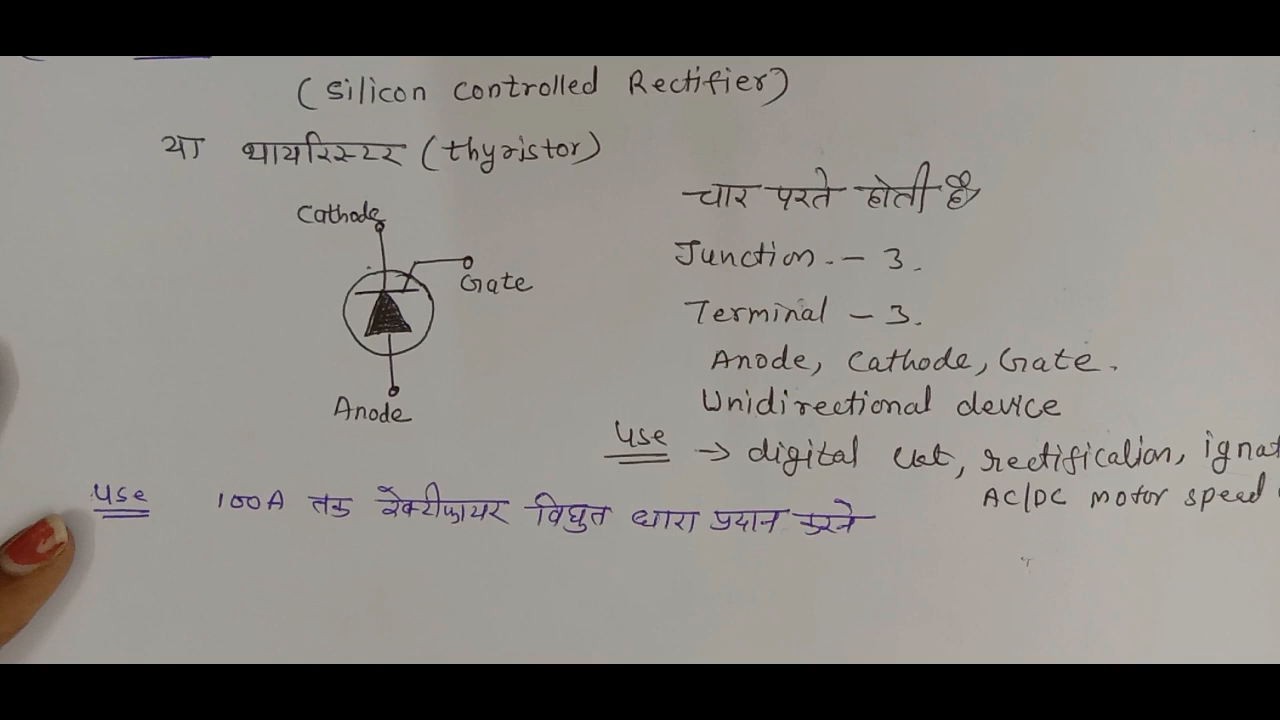 (Silicon Controlled Rectifier)
या थायरिस्टर (thyristor)
Cathode
Gate
Anode
चार परते होती है
Junction. - 3.
Terminal - 3.
Anode, Cathode, Gate.
Unidirectional device
Use → digital ckt, rectification,
AC/DC motor speed
Use 100A तक रेक्टीफायर विधुत धारा प्रदान करने